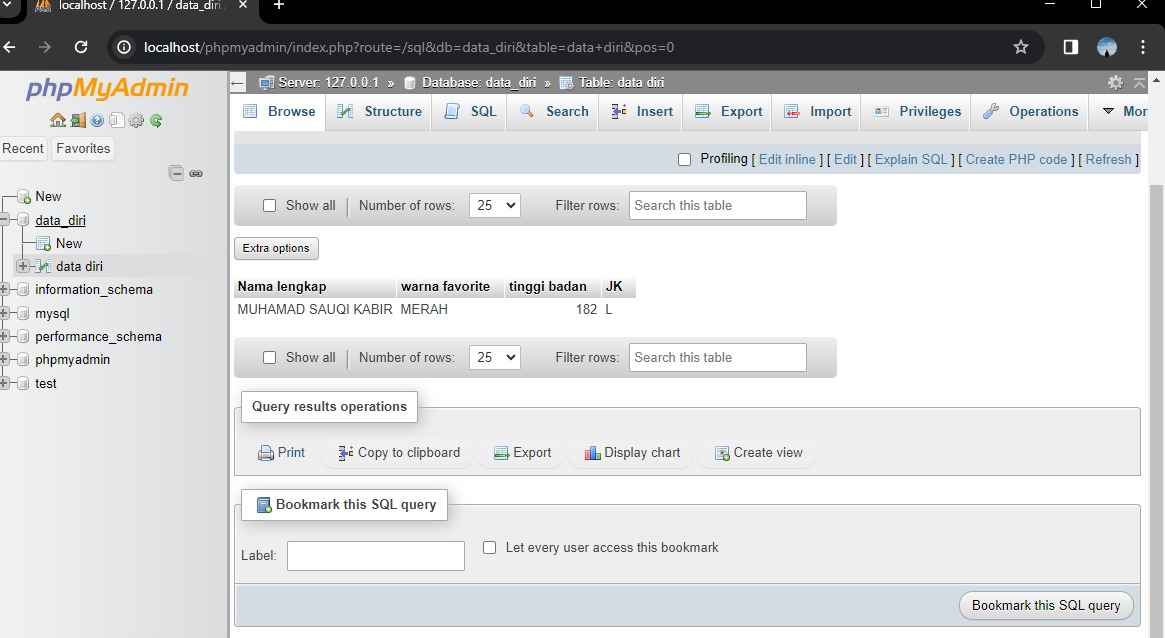 localhost / 127.0.0.1 / data_diri
localhost/phpmyadmin/index.php?route=/sql&db=data_diri&table=data+diri&pos=0
phpMyAdmin
Recent Favorites
New
data_diri
New
data diri
information_schema
mysql
performance_schema
phpmyadmin
test
Server: 127.0.0.1 » Database: data_diri » Table: data diri
Browse Structure SQL Search Insert Export Import Privileges Operations Mor
Profiling [ Edit inline ] [ Edit ] [ Explain SQL ] [ Create PHP code ] [ Refresh ]
Show all Number of rows: 25 Filter rows: Search this table
Extra options
Nama lengkap warna favorite tinggi badan JK
MUHAMAD SAUQI KABIR MERAH 182 L
Show all Number of rows: 25 Filter rows: Search this table
Query results operations
Print Copy to clipboard Export Display chart Create view
Bookmark this SQL query
Label: Let every user access this bookmark
Bookmark this SQL query